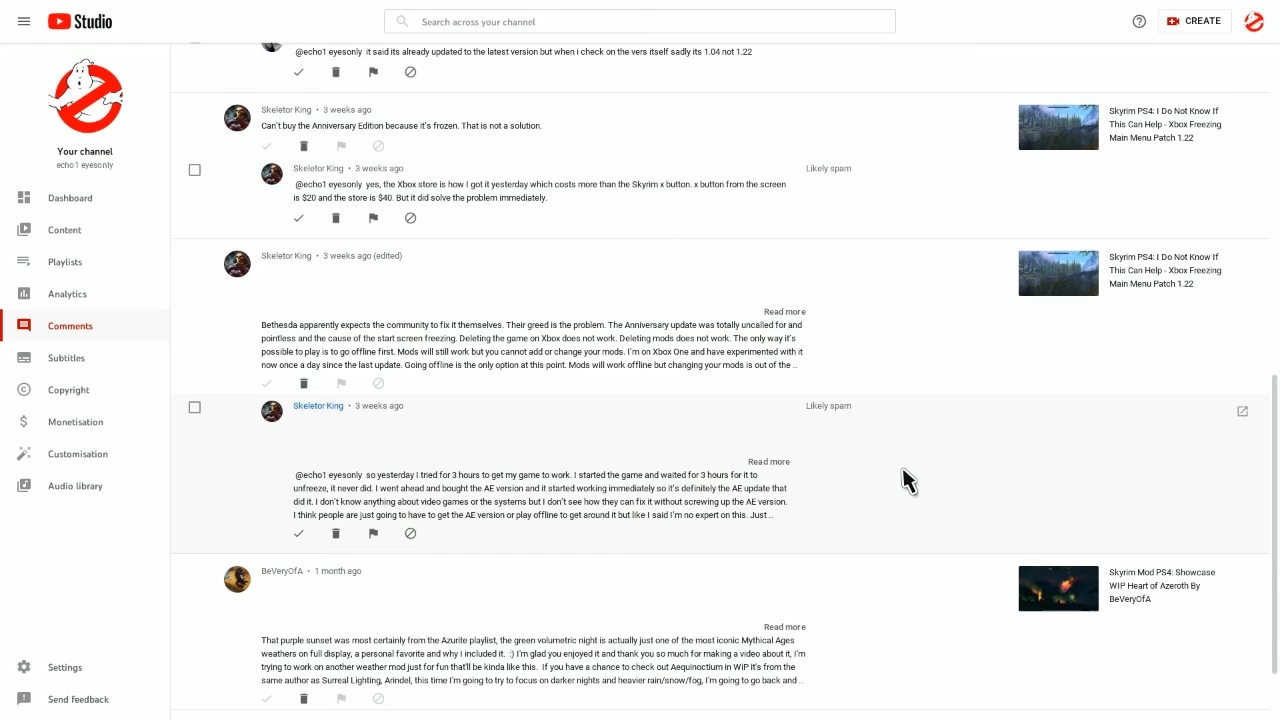 Studio
Search across your channel
CREATE
Your channel
echo1 eyesonly
Dashboard
Content
Playlists
Analytics
Comments
Subtitles
Copyright
Monetisation
Customisation
Audio library
Settings
Send feedback
@echo1 eyesonly it said its already updated to the latest version but when i check on the vers itself sadly its 1.04 not 1.22
Skeletor King • 3 weeks ago
Can't buy the Anniversary Edition because it's frozen. That is not a solution.
Skyrim PS4: I Do Not Know If
This Can Help - Xbox Freezing
Main Menu Patch 1.22
Skeletor King • 3 weeks ago
Likely spam
@echo1 eyesonly yes, the Xbox store is how I got it yesterday which costs more than the Skyrim x button. x button from the screen
is $20 and the store is $40. But it did solve the problem immediately.
Skeletor King • 3 weeks ago (edited)
Skyrim PS4: I Do Not Know If
This Can Help - Xbox Freezing
Main Menu Patch 1.22
Read more
Bethesda apparently expects the community to fix it themselves. Their greed is the problem. The Anniversary update was totally uncalled for and
pointless and the cause of the start screen freezing. Deleting the game on Xbox does not work. Deleting mods does not work. The only way it's
possible to play is to go offline first. Mods will still work but you cannot add or change your mods. I'm on Xbox One and have experimented with it
now once a day since the last update. Going offline is the only option at this point. Mods will work offline but changing your mods is out of the ..
Skeletor King • 3 weeks ago
Likely spam
Read more
@echo1 eyesonly so yesterday I tried for 3 hours to get my game to work. I started the game and waited for 3 hours for it to
unfreeze, it never did. I went ahead and bought the AE version and it started working immediately so it's definitely the AE update that
did it. I don't know anything about video games or the systems but I don't see how they can fix it without screwing up the AE version.
I think people are just going to have to get the AE version or play offline to get around it but like I said I'm no expert on this. Just ..
BeVeryOfA • 1 month ago
Skyrim Mod PS4: Showcase
WIP Heart of Azeroth By
BeVeryOfA
Read more
That purple sunset was most certainly from the Azurite playlist, the green volumetric night is actually just one of the most iconic Mythical Ages
weathers on full display, a personal favorite and why I included it. :) I'm glad you enjoyed it and thank you so much for making a video about it, I'm
trying to work on another weather mod just for fun that'll be kinda like this. If you have a chance to check out Aequinoctium in WiP it's from the
same author as Surreal Lighting, Arindel, this time I'm going to try to focus on darker nights and heavier rain/snow/fog, I'm going to go back and ..